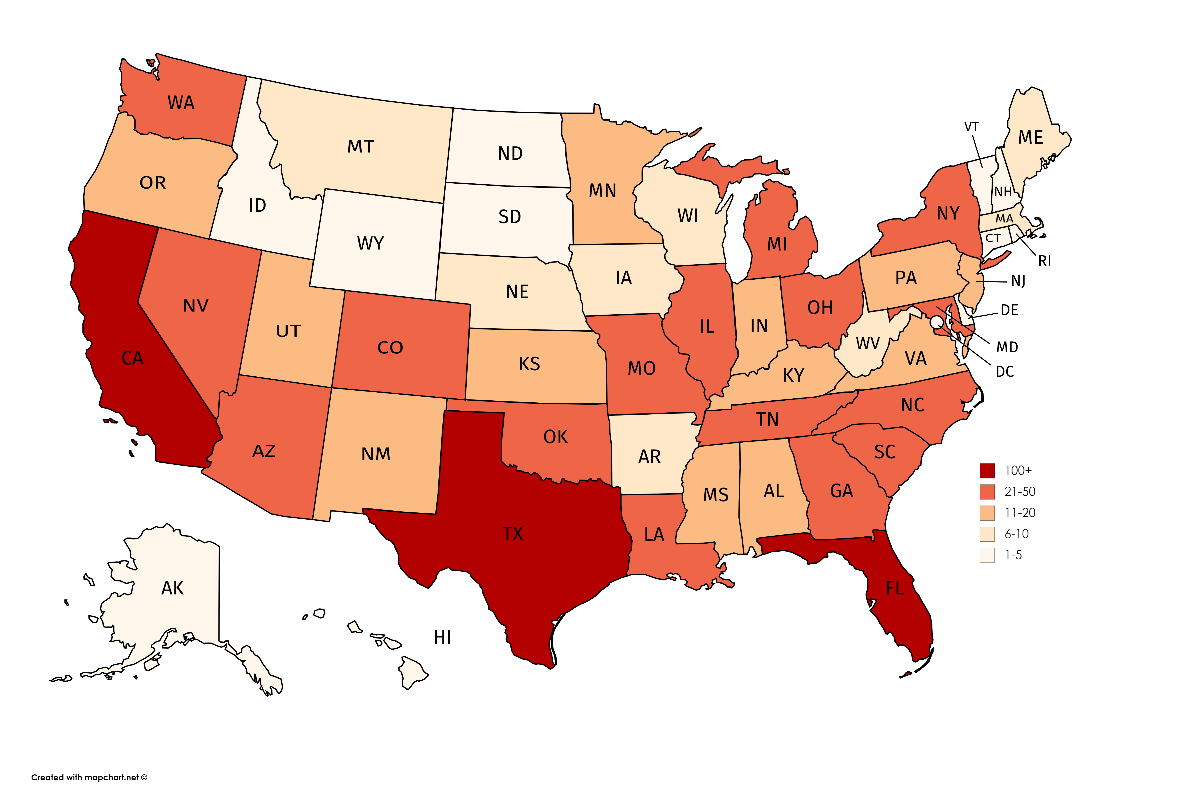 WA
MT
ND
MN
VT
ME
OR
ID
SD
WI
NH
WY
MI
NY
MA
CT
RI
NV
UT
NE
IA
PA
NJ
CA
CO
KS
MO
IL
IN
OH
WV
VA
DE
MD
DC
KY
AZ
NM
OK
AR
TN
NC
SC
TX
LA
MS
AL
GA
FL
AK
HI
100+
21-50
11-20
6-10
1-5
Created with mapchart.net ©